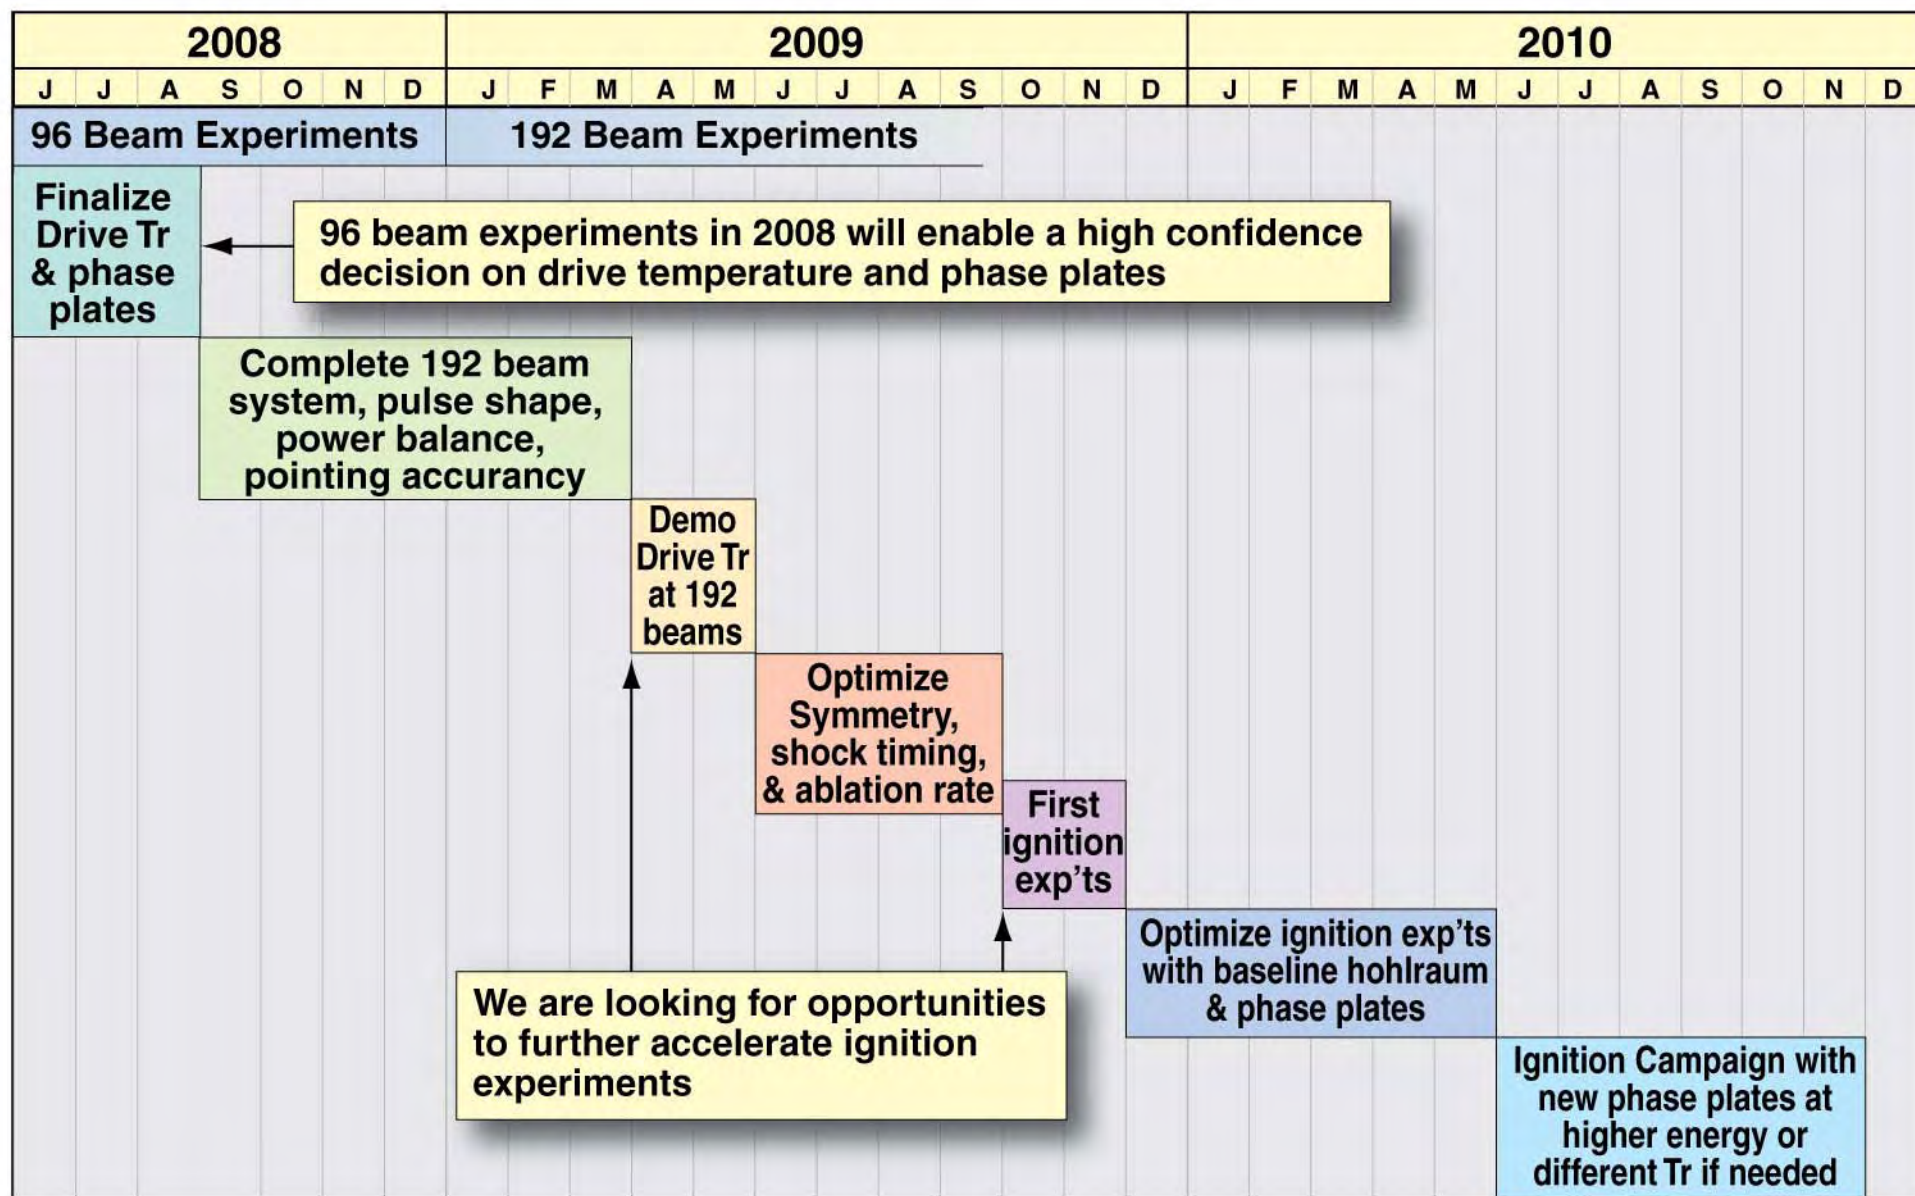 2008 2009 2010
J J A S O N D J F M A M J J A S O N D J F M A M J J A S O N D
96 Beam Experiments 192 Beam Experiments
Finalize
Drive Tr
& phase
plates
96 beam experiments in 2008 will enable a high confidence
decision on drive temperature and phase plates
Complete 192 beam
system, pulse shape,
power balance,
pointing accurancy
Demo
Drive Tr
at 192
beams
Optimize
Symmetry,
shock timing,
& ablation rate
First
ignition
exp’ts
Optimize ignition exp’ts
with baseline hohlraum
& phase plates
We are looking for opportunities
to further accelerate ignition
experiments
Ignition Campaign with
new phase plates at
higher energy or
different Tr if needed